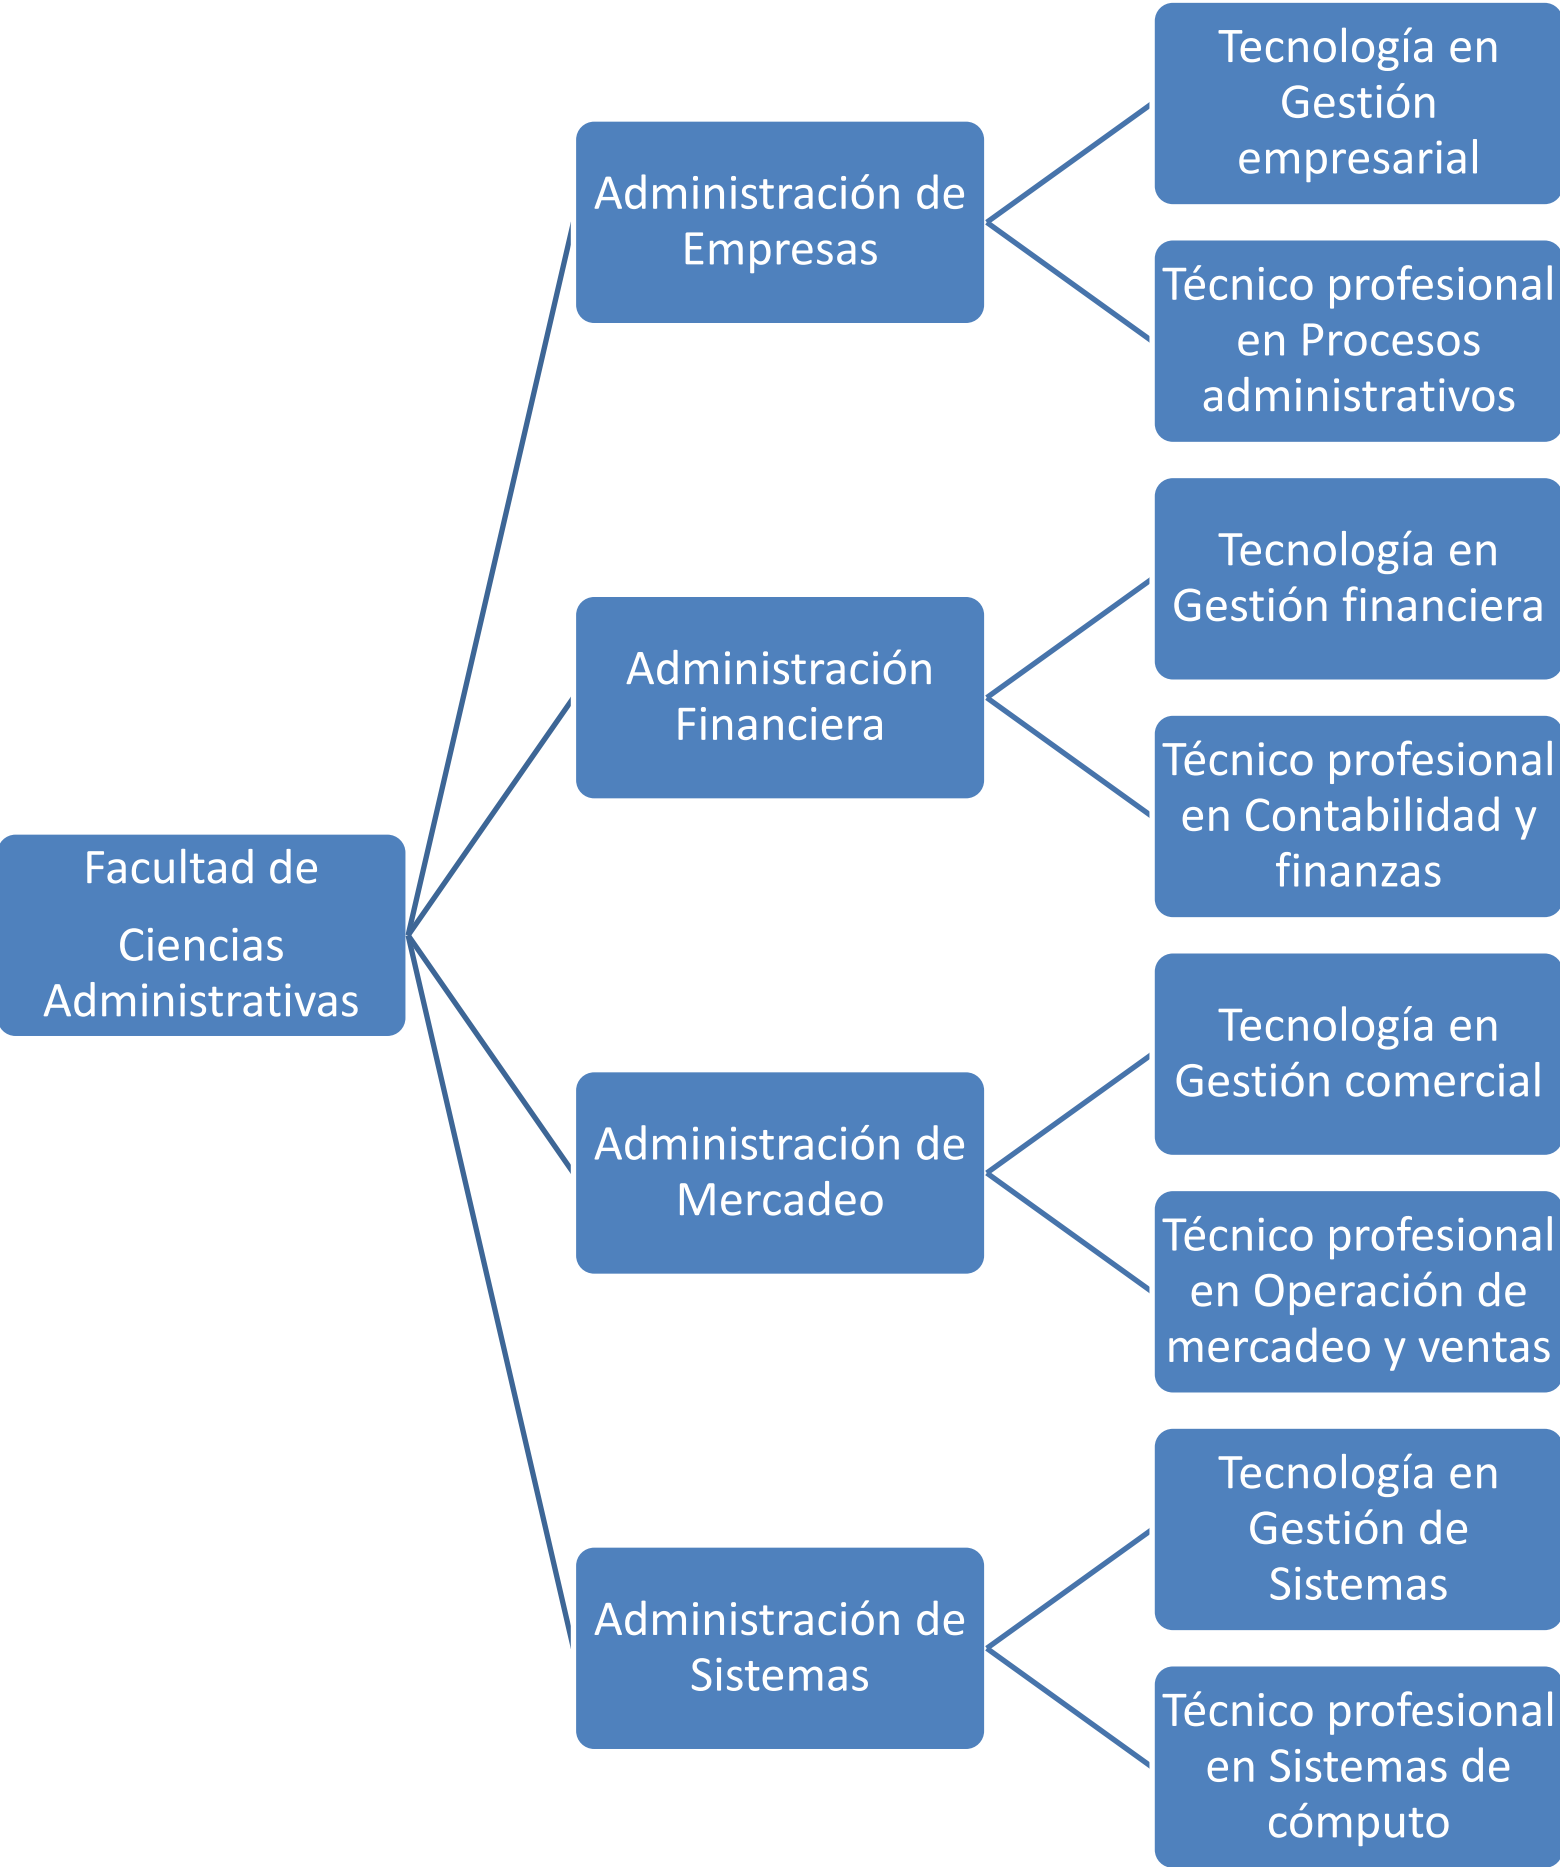 Facultad de
Ciencias
Administrativas
Administración de
Empresas
Tecnología en
Gestión
empresarial
Técnico profesional
en Procesos
administrativos
Administración
Financiera
Tecnología en
Gestión financiera
Técnico profesional
en Contabilidad y
finanzas
Administración de
Mercadeo
Tecnología en
Gestión comercial
Técnico profesional
en Operación de
mercadeo y ventas
Administración de
Sistemas
Tecnología en
Gestión de
Sistemas
Técnico profesional
en Sistemas de
cómputo